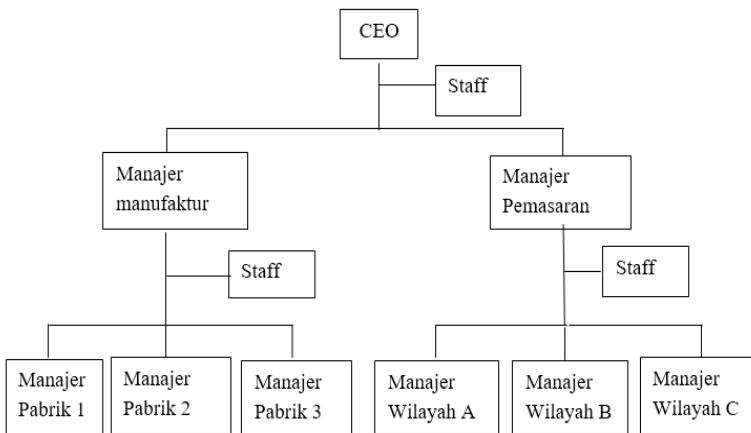 CEO
Staff
Manajer
manufaktur
Manajer
Pemasaran
Staff
Staff
Manajer
Pabrik 1
Manajer
Pabrik 2
Manajer
Pabrik 3
Manajer
Wilayah A
Manajer
Wilayah B
Manajer
Wilayah C